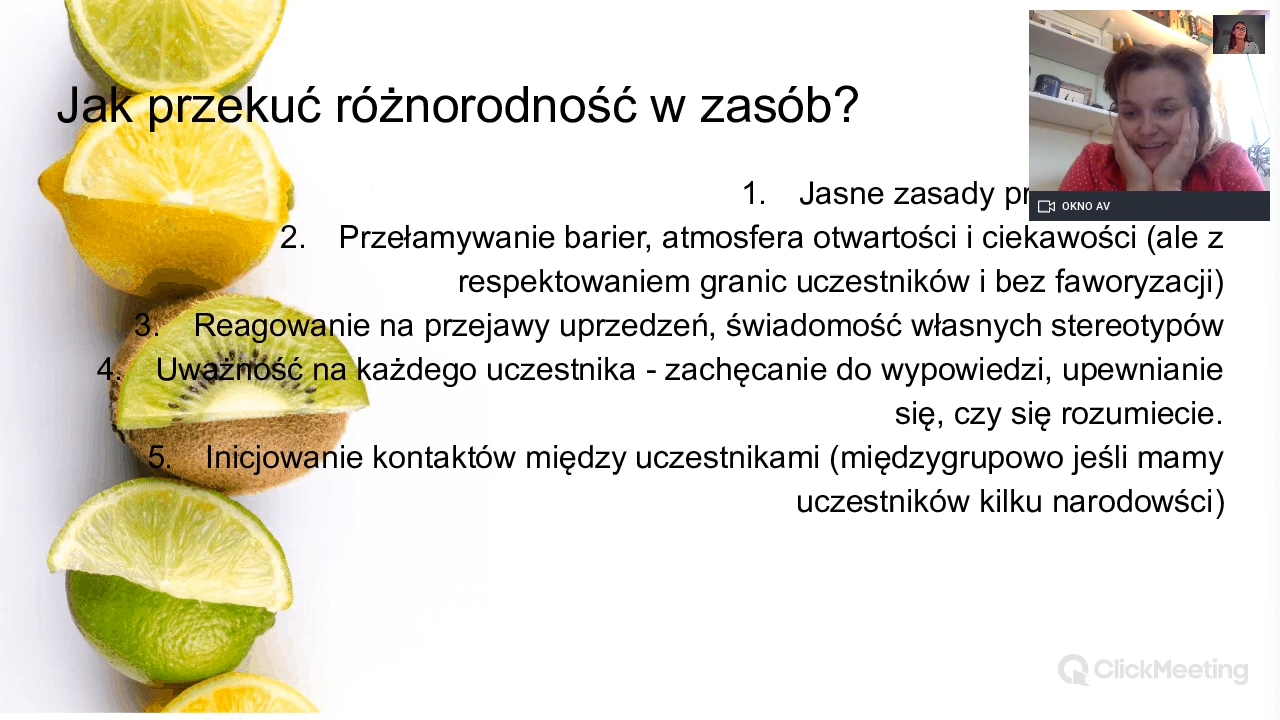 Jak przekuć różnorodność w zasób?
1. Jasne zasady
2. Przełamywanie barier, atmosfera otwartości i ciekawości (ale z
respektowaniem granic uczestników i bez faworyzacji)
3. Reagowanie na przejawy uprzedzeń, świadomość własnych stereotypów
4. Uważność na każdego uczestnika - zachęcanie do wypowiedzi, upewnianie
się, czy się rozumiecie.
5. Inicjowanie kontaktów między uczestnikami (międzygrupowo jeśli mamy
uczestników kilku narodowści)
OKNO AV
ClickMeeting